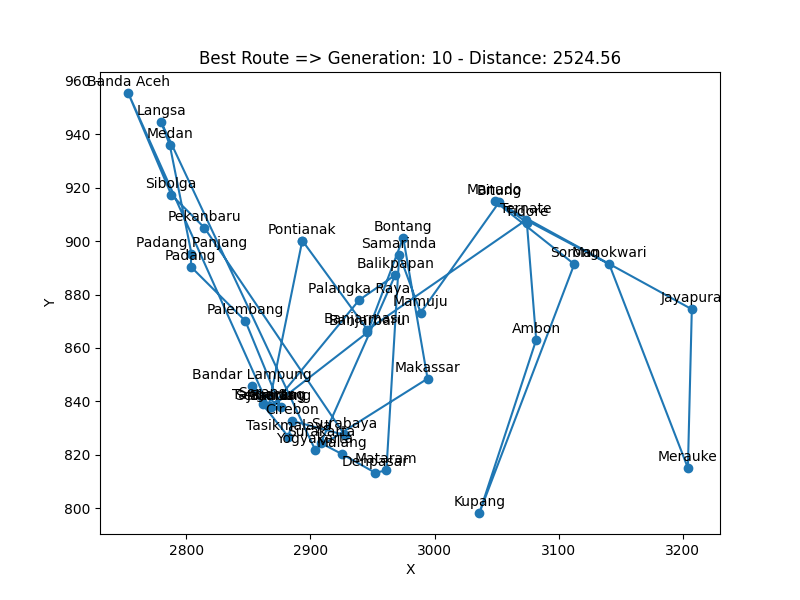 Best Route => Generation: 10 - Distance: 2524.56
960
Banda Aceh
Langsa
940
Medan
Sibolga
920
Bitung
Pekanbaru
Ternate
Tidore
Bontang
Pontianak
900
Padang Panjang
Samarinda
Padang
Sorong
Manokwari
Balikpapan
880
Palangka Raya
Jayapura
Mamuju
Palembang
Banjarmasin
Banjarbaru
860
Ambon
Makassar
Bandar Lampung
840
Cirebon
Tasikmalaya
Surabaya
Surakarta
Yogyakarta
Malang
820
Denpasar
Mataram
Merauke
Kupang
800
Y
2800
2900
3000
3100
3200
X